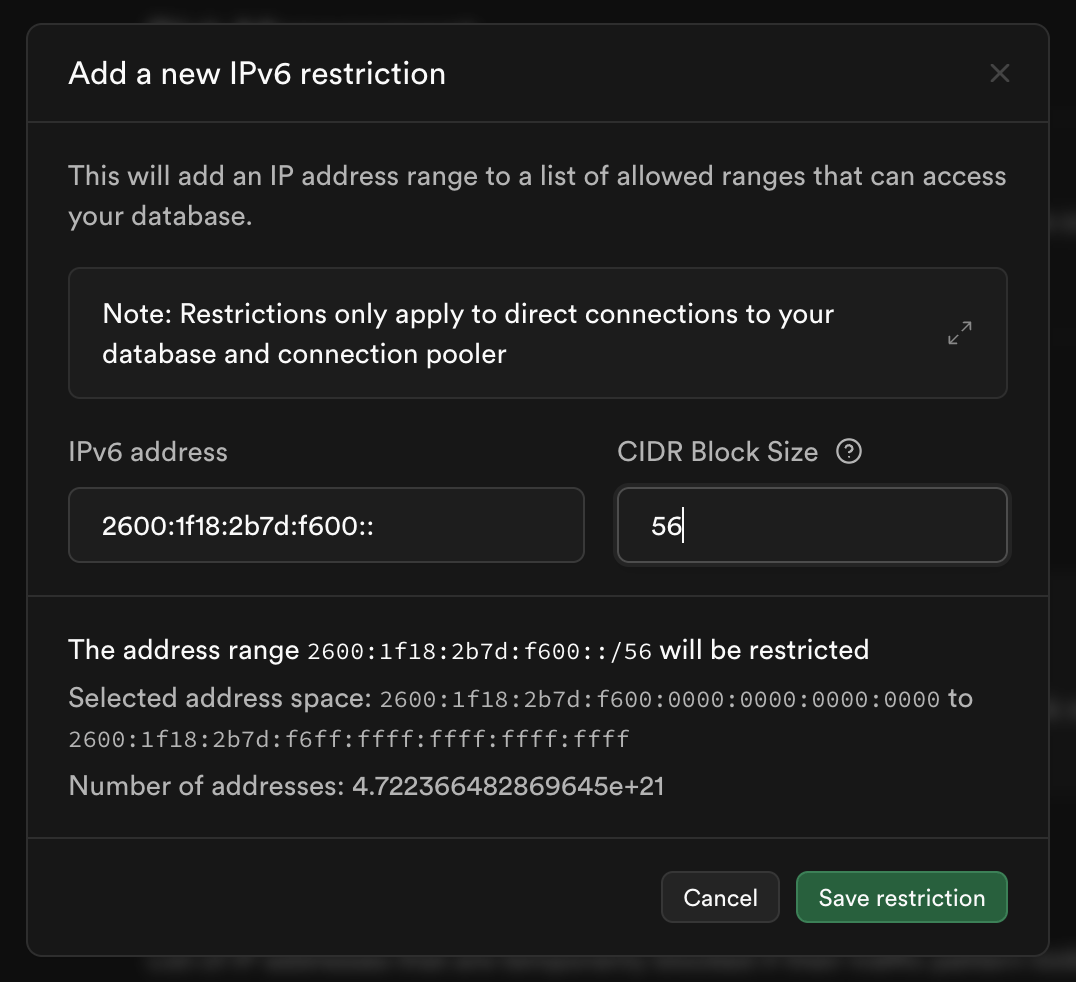 Add a new IPv6 restriction
This will add an IP address range to a list of allowed ranges that can access
your database.
Note: Restrictions only apply to direct connections to your
database and connection pooler
IPv6 address
CIDR Block Size
2600:1f18:2b7d:f600::
56
The address range 2600:1f18:2b7d:f600::/56 will be restricted
Selected address space: 2600:1f18:2b7d:f600:0000:0000:0000:0000 to
2600:1f18:2b7d:f6ff:ffff:ffff:ffff:ffff
Number of addresses: 4.722366482869645e+21
Cancel
Save restriction